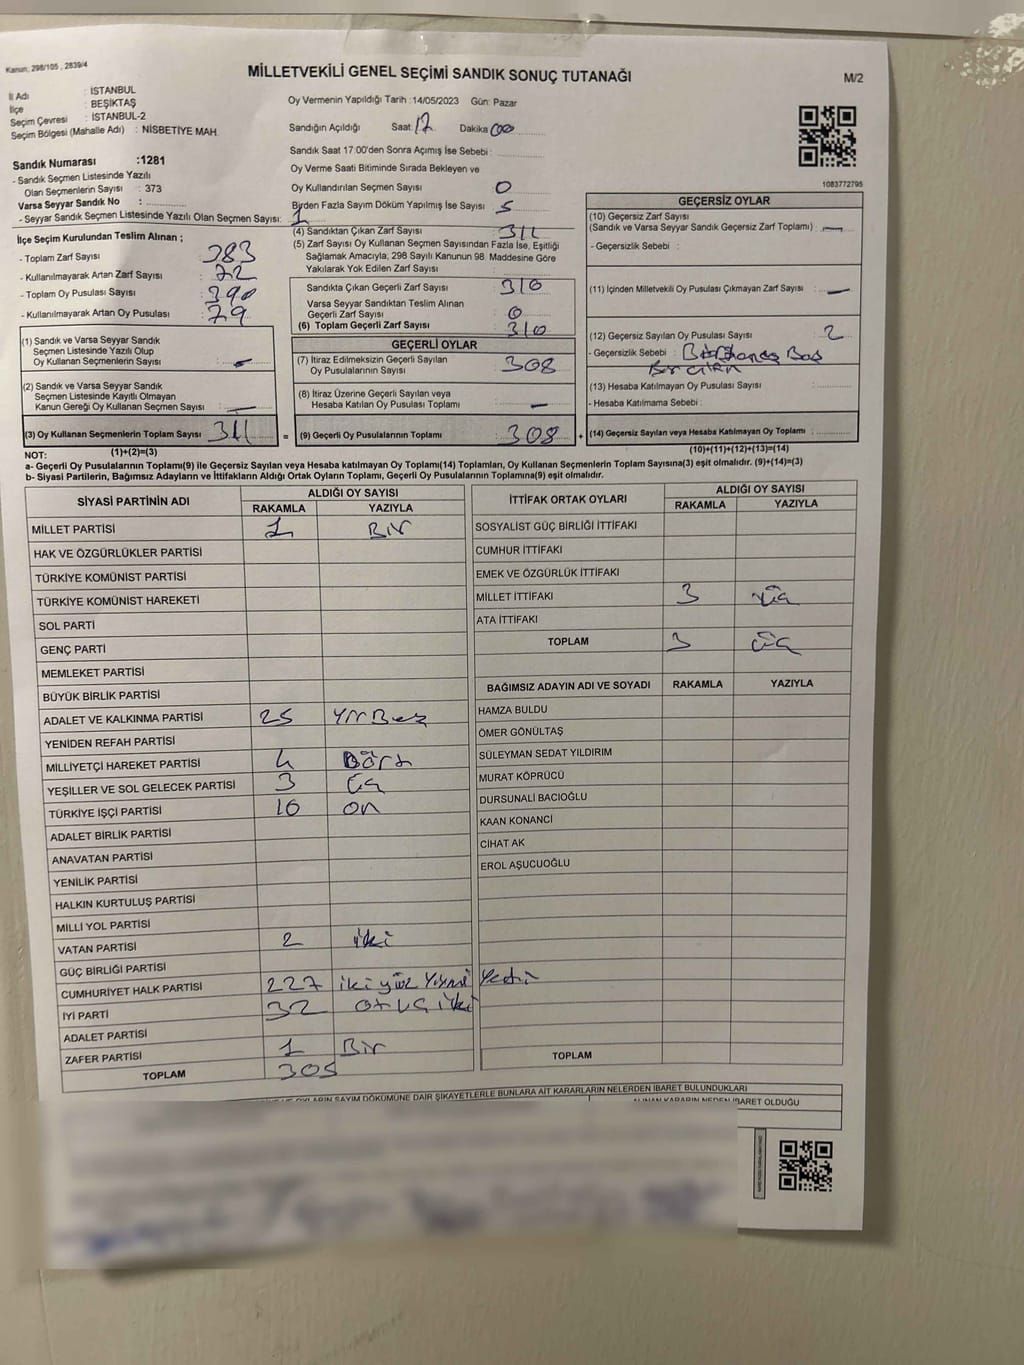 Kanun; 298/105 , 2839/4
MİLLETVEKİLİ GENEL SEÇİMİ SANDIK SONUÇ TUTANAĞI
M/2
İl Adı : İSTANBUL
İlçe : BEŞİKTAŞ
Seçim Çevresi : İSTANBUL-2
Seçim Bölgesi (Mahalle Adı) : NİSBETİYE MAH.
Oy Vermenin Yapıldığı Tarih :14/05/2023 Gün: Pazar
Sandığın Açıldığı Saat: 17 Dakika: 00
Sandık Saat 17:00'den Sonra Açımış İse Sebebi :
Sandık Numarası :1281
- Sandık Seçmen Listesinde Yazılı
Olan Seçmenlerin Sayısı : 373
Varsa Seyyar Sandık No :
- Seyyar Sandık Seçmen Listesinde Yazılı Olan Seçmen Sayısı: 1
Oy Verme Saati Bitiminde Sırada Bekleyen ve
Oy Kullandırılan Seçmen Sayısı 0
Birden Fazla Sayım Döküm Yapılmış İse Sayısı 5
1083772795
İlçe Seçim Kurulundan Teslim Alınan ;
- Toplam Zarf Sayısı : 383
- Kullanılmayarak Artan Zarf Sayısı : 72
- Toplam Oy Pusulası Sayısı : 390
- Kullanılmayarak Artan Oy Pusulası : 79
(4) Sandıktan Çıkan Zarf Sayısı : 311
(5) Zarf Sayısı Oy Kullanan Seçmen Sayısından Fazla İse, Eşitliği
Sağlamak Amacıyla, 298 Sayılı Kanunun 98. Maddesine Göre
Yakılarak Yok Edilen Zarf Sayısı :
Sandıkta Çıkan Geçerli Zarf Sayısı : 310
Varsa Seyyar Sandıktan Teslim Alınan
Geçerli Zarf Sayısı : 0
(6) Toplam Geçerli Zarf Sayısı : 310
GEÇERSİZ OYLAR
(10) Geçersiz Zarf Sayısı
(Sandık ve Varsa Seyyar Sandık Geçersiz Zarf Toplamı) : —
- Geçersizlik Sebebi :
(11) İçinden Milletvekili Oy Pusulası Çıkmayan Zarf Sayısı : —
(12) Geçersiz Sayılan Oy Pusulası Sayısı : 2
- Geçersizlik Sebebi :
(13) Hesaba Katılmayan Oy Pusulası Sayısı :
- Hesaba Katılmama Sebebi :
(14) Geçersiz Sayılan veya Hesaba Katılmayan Oy Toplamı :
(10)+(11)+(12)+(13)=(14)
(1) Sandık ve Varsa Seyyar Sandık
Seçmen Listesinde Yazılı Olup
Oy Kullanan Seçmenlerin Sayısı : —
(2) Sandık ve Varsa Seyyar Sandık
Seçmen Listesinde Kayıtlı Olmayan
Kanun Gereği Oy Kullanan Seçmen Sayısı : —
(3) Oy Kullanan Seçmenlerin Toplam Sayısı 311
(1)+(2)=(3)
GEÇERLİ OYLAR
(7) İtiraz Edilmeksizin Geçerli Sayılan
Oy Pusulalarının Sayısı : 308
(8) İtiraz Üzerine Geçerli Sayılan veya
Hesaba Katılan Oy Pusulası Toplamı : —
= (9) Geçerli Oy Pusulalarının Toplamı : 308 +
NOT:
a- Geçerli Oy Pusulalarının Toplamı(9) ile Geçersiz Sayılan veya Hesaba katılmayan Oy Toplamı(14) Toplamları, Oy Kullanan Seçmenlerin Toplam Sayısına(3) eşit olmalıdır. (9)+(14)=(3)
b- Siyasi Partilerin, Bağımsız Adayların ve İttifakların Aldığı Ortak Oyların Toplamı, Geçerli Oy Pusulalarının Toplamına(9) eşit olmalıdır.
SİYASİ PARTİNİN ADI ALDIĞI OY SAYISI
RAKAMLA YAZIYLA
MİLLET PARTİSİ 1 Bir
HAK VE ÖZGÜRLÜKLER PARTİSİ
TÜRKİYE KOMÜNİST PARTİSİ
TÜRKİYE KOMÜNİST HAREKETİ
SOL PARTİ
GENÇ PARTİ
MEMLEKET PARTİSİ
BÜYÜK BİRLİK PARTİSİ
ADALET VE KALKINMA PARTİSİ 25
YENİDEN REFAH PARTİSİ
MİLLİYETÇİ HAREKET PARTİSİ 4 Dört
YEŞİLLER VE SOL GELECEK PARTİSİ 3 Üç
TÜRKİYE İŞÇİ PARTİSİ 10 on
ADALET BİRLİK PARTİSİ
ANAVATAN PARTİSİ
YENİLİK PARTİSİ
HALKIN KURTULUŞ PARTİSİ
MİLLİ YOL PARTİSİ
VATAN PARTİSİ 2 iki
GÜÇ BİRLİĞİ PARTİSİ
CUMHURİYET HALK PARTİSİ 227 iki yüz Yirmi Yedi
İYİ PARTİ 32 otuz iki
ADALET PARTİSİ
ZAFER PARTİSİ 1 Bir
TOPLAM 305
İTTİFAK ORTAK OYLARI ALDIĞI OY SAYISI
RAKAMLA YAZIYLA
SOSYALİST GÜÇ BİRLİĞİ İTTİFAKI
CUMHUR İTTİFAKI
EMEK VE ÖZGÜRLÜK İTTİFAKI
MİLLET İTTİFAKI 3 üç
ATA İTTİFAKI
TOPLAM 3 üç
BAĞIMSIZ ADAYIN ADI VE SOYADI RAKAMLA YAZIYLA
HAMZA BULDU
ÖMER GÖNÜLTAŞ
SÜLEYMAN SEDAT YILDIRIM
MURAT KÖPRÜCÜ
DURSUNALİ BACIOĞLU
KAAN KONANCİ
CİHAT AK
EROL AŞUCUOĞLU
TOPLAM
OYLARIN SAYIM DÖKÜMÜNE DAİR ŞİKAYETLERLE BUNLARA AİT KARARLARIN NELERDEN İBARET BULUNDUKLARI
ALINAN KARARIN NEDEN İBARET OLDUĞU